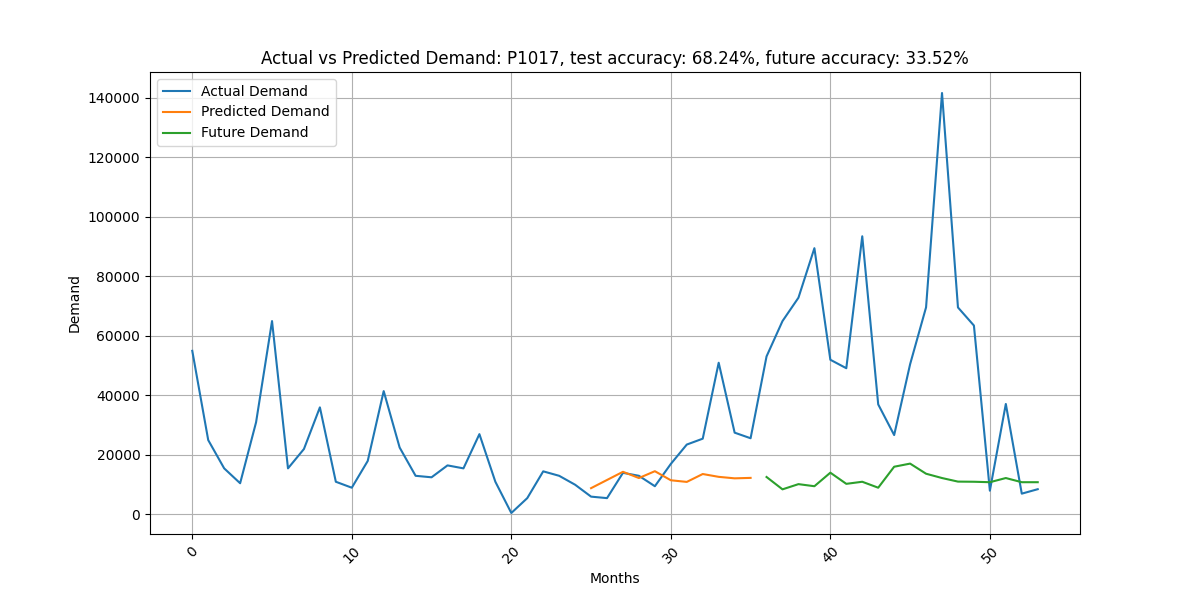 Actual vs Predicted Demand: P1017, test accuracy: 68.24%, future accuracy: 33.52%
Actual Demand
Predicted Demand
Future Demand
140000
120000
100000
80000
60000
40000
20000
0
Demand
0
10
20
30
40
50
Months